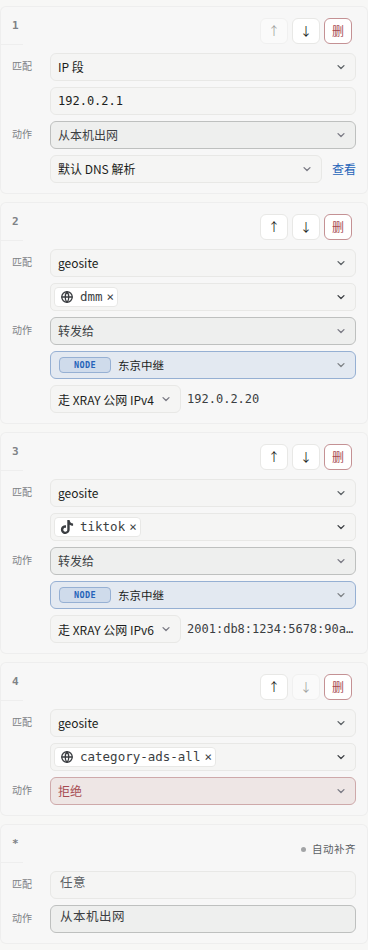 1 ↑ ↓ 删
匹配 IP 段
192.0.2.1
动作 从本机出网
默认 DNS 解析 查看
2 ↑ ↓ 删
匹配 geosite
dmm ×
动作 转发给
NODE 东京中继
走 XRAY 公网 IPv4 192.0.2.20
3 ↑ ↓ 删
匹配 geosite
tiktok ×
动作 转发给
NODE 东京中继
走 XRAY 公网 IPv6 2001:db8:1234:5678:90a…
4 ↑ ↓ 删
匹配 geosite
category-ads-all ×
动作 拒绝
* 自动补齐
匹配 任意
动作 从本机出网